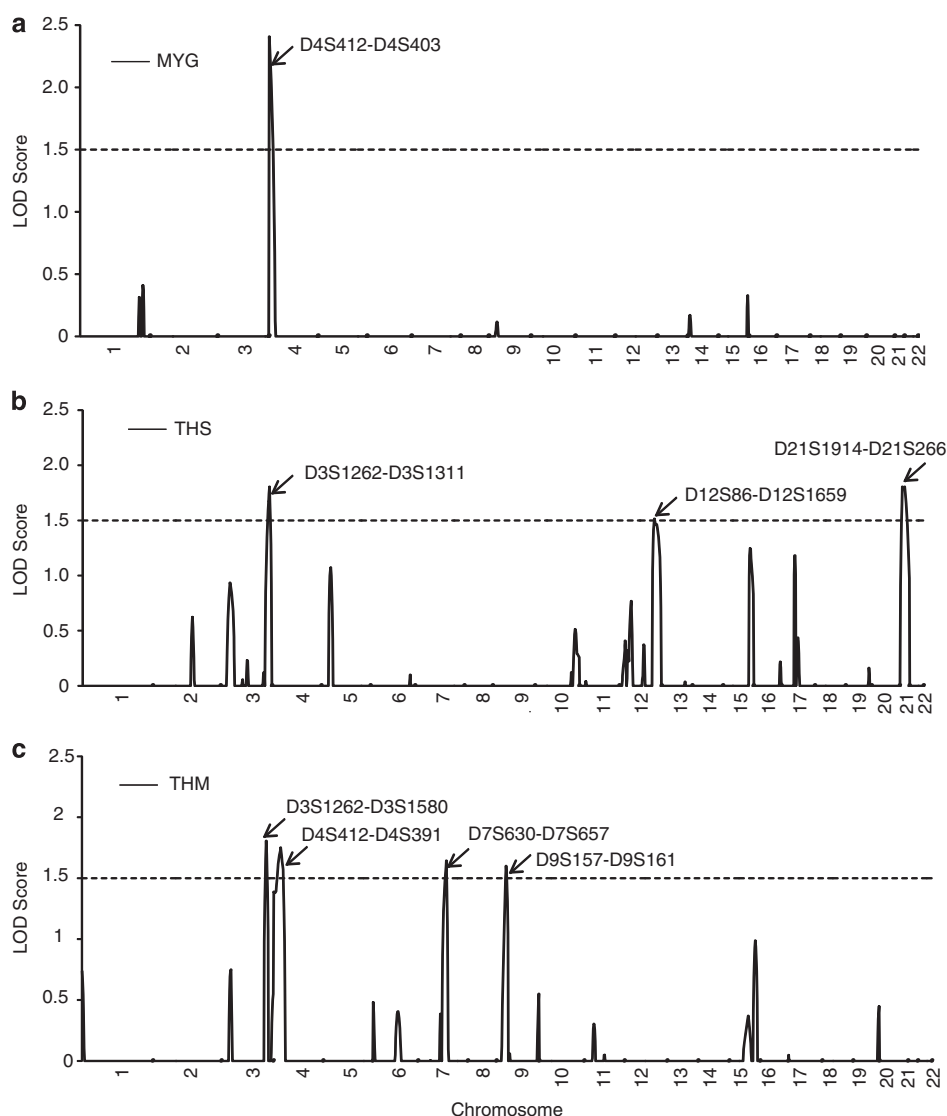 a
2.5
MYG
D4S412-D4S403
2.0
1.5
1.0
0.5
0
LOD Score
1 2 3 4 5 6 7 8 9 10 11 12 13 14 15 16 17 18 19 20 21 22
b
2.5
THS
D21S1914-D21S266
2.0
D3S1262-D3S1311
D12S86-D12S1659
1.5
1.0
0.5
0
LOD Score
1 2 3 4 5 6 7 8 9 10 11 12 13 14 15 16 17 18 19 20 21 22
c
2.5
THM
D3S1262-D3S1580
2
D4S412-D4S391
D7S630-D7S657
D9S157-D9S161
1.5
1
0.5
0
LOD Score
1 2 3 4 5 6 7 8 9 10 11 12 13 14 15 16 17 18 19 20 21 22
Chromosome